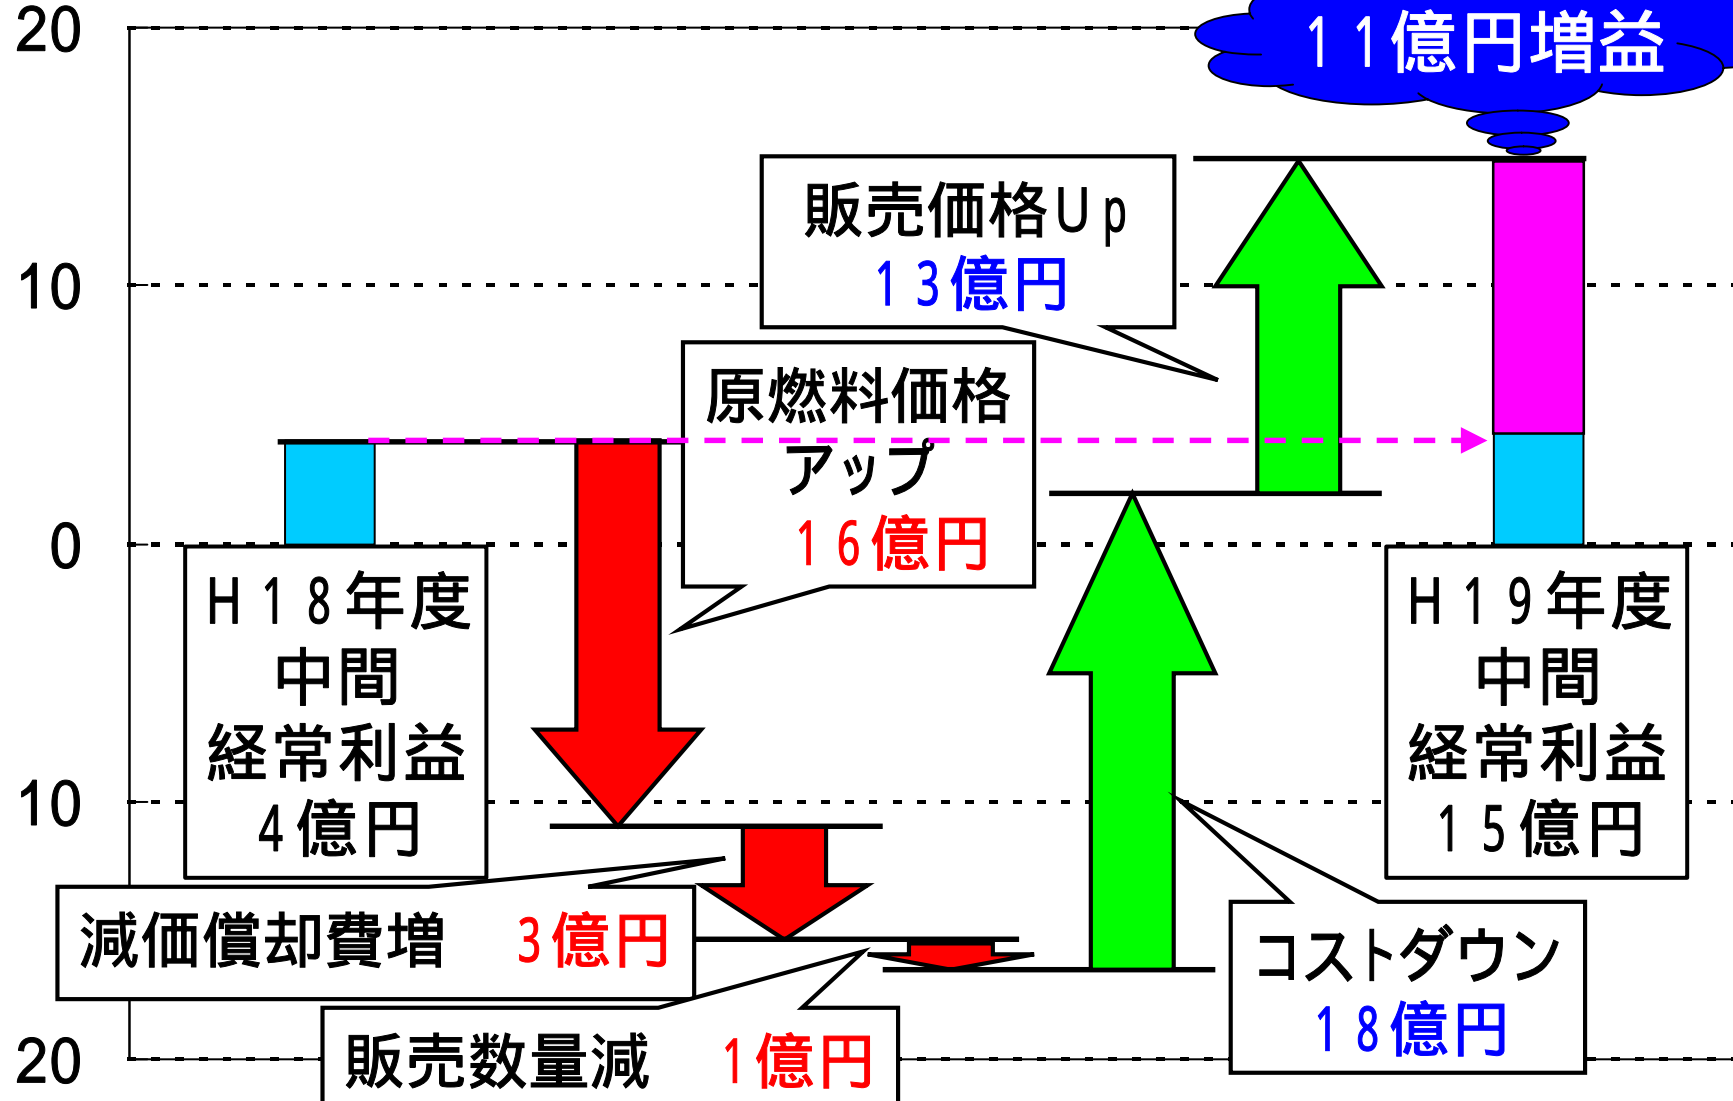 20
11億円増益
販売価格Up
13億円
10
原燃料価格
アップ
16億円
0
H18年度
中間
経常利益
4億円
H19年度
中間
経常利益
15億円
10
減価償却費増 3億円
コストダウン
18億円
販売数量減 1億円
20